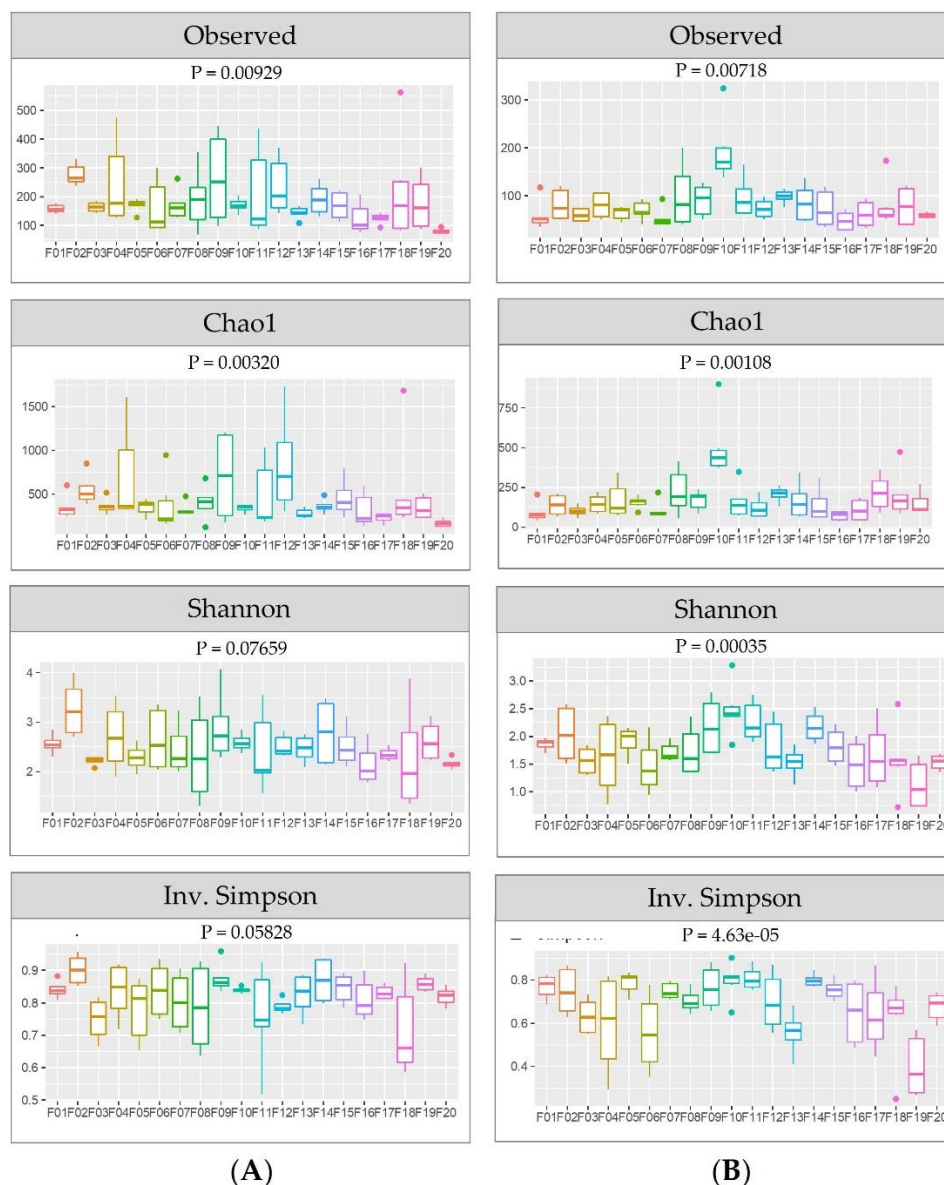 Observed
P = 0.00929
500
400
300
200
100
F01F02F03F04F05F06F07F08F09F10F11F12F13F14F15F16F17F18F19F20
Chao1
P = 0.00320
1500
1000
500
F01F02F03F04F05F06F07F08F09F10F11F12F13F14F15F16F17F18F19F20
Shannon
P = 0.07659
4
3
2
F01F02F03F04F05F06F07F08F09F10F11F12F13F14F15F16F17F18F19F20
Inv. Simpson
P = 0.05828
0.9
0.8
0.7
0.6
0.5
F01F02F03F04F05F06F07F08F09F10F11F12F13F14F15F16F17F18F19F20
(A)
Observed
P = 0.00718
300
200
100
F01F02F03F04F05F06F07F08F09F10F11F12F13F14F15F16F17F18F19F20
Chao1
P = 0.00108
750
500
250
0
F01F02F03F04F05F06F07F08F09F10F11F12F13F14F15F16F17F18F19F20
Shannon
P = 0.00035
3.0
2.5
2.0
1.5
1.0
F01F02F03F04F05F06F07F08F09F10F11F12F13F14F15F16F17F18F19F20
Inv. Simpson
P = 4.63e-05
0.8
0.6
0.4
F01F02F03F04F05F06F07F08F09F10F11F12F13F14F15F16F17F18F19F20
(B)